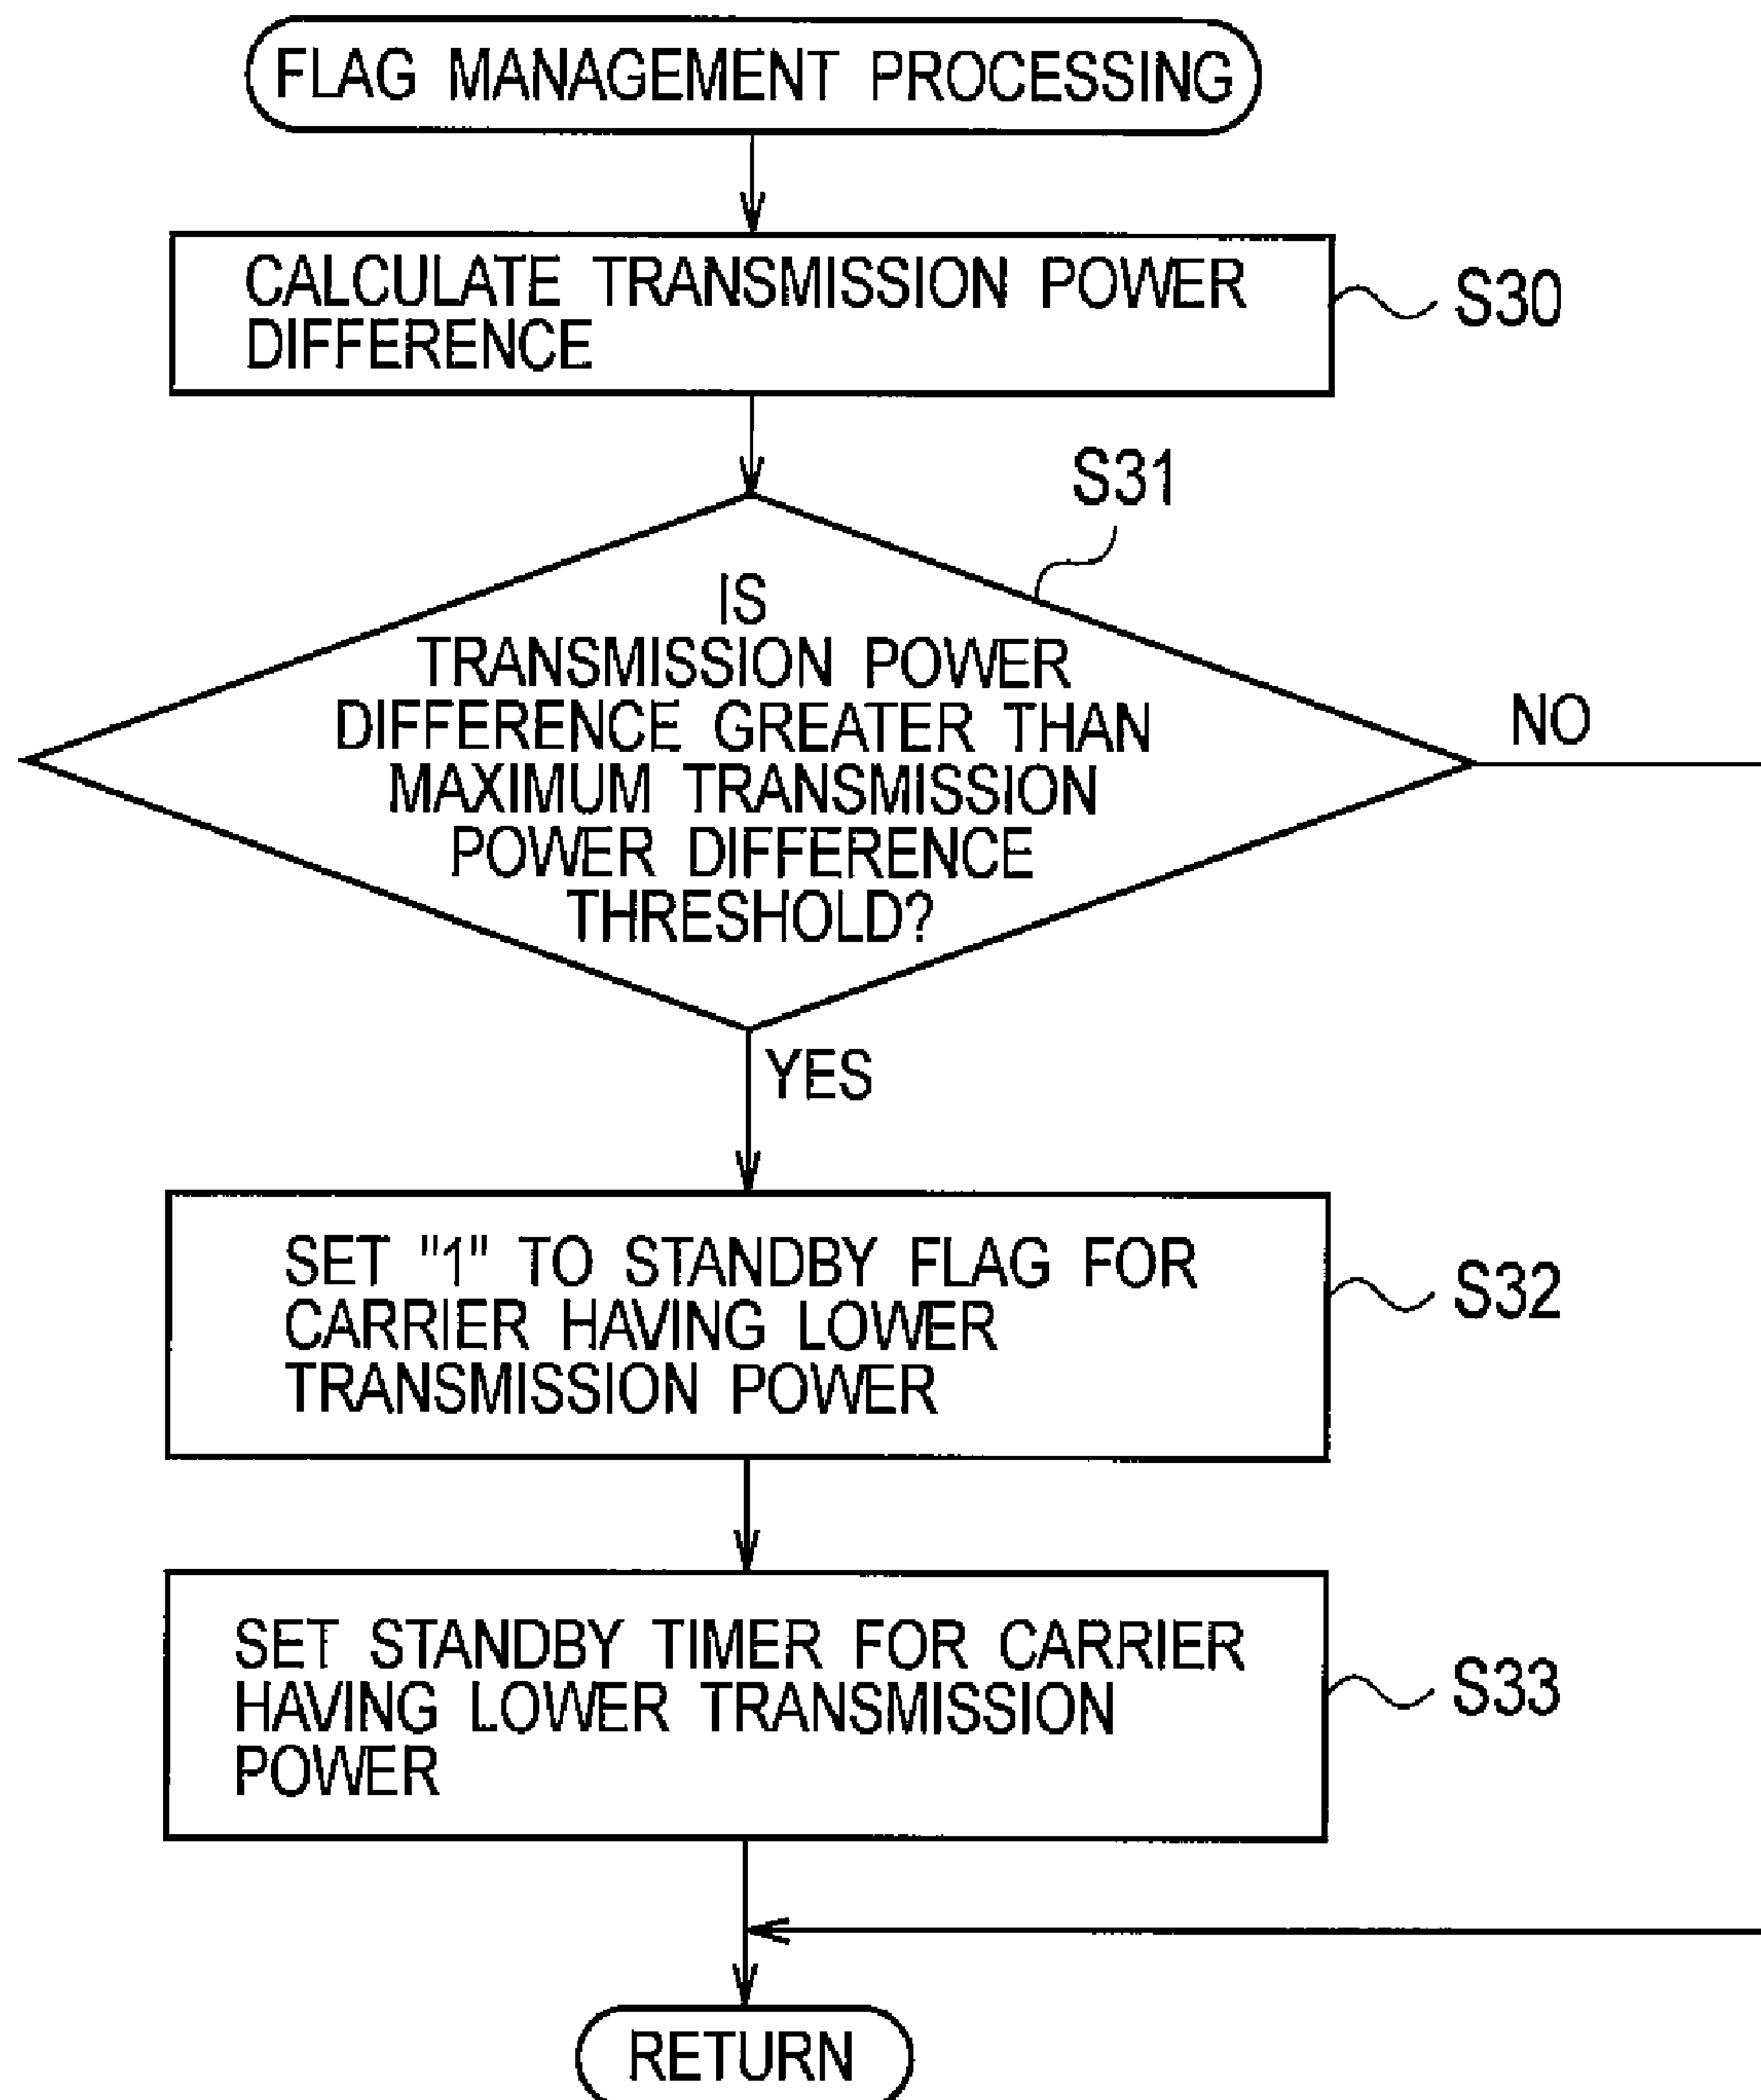 FLAG MANAGEMENT PROCESSING
CALCULATE TRANSMISSION POWER
DIFFERENCE
S30
S31
IS
TRANSMISSION POWER
DIFFERENCE GREATER THAN
MAXIMUM TRANSMISSION
POWER DIFFERENCE
THRESHOLD?
NO
YES
SET "1" TO STANDBY FLAG FOR
CARRIER HAVING LOWER
TRANSMISSION POWER
S32
SET STANDBY TIMER FOR CARRIER
HAVING LOWER TRANSMISSION
POWER
S33
RETURN